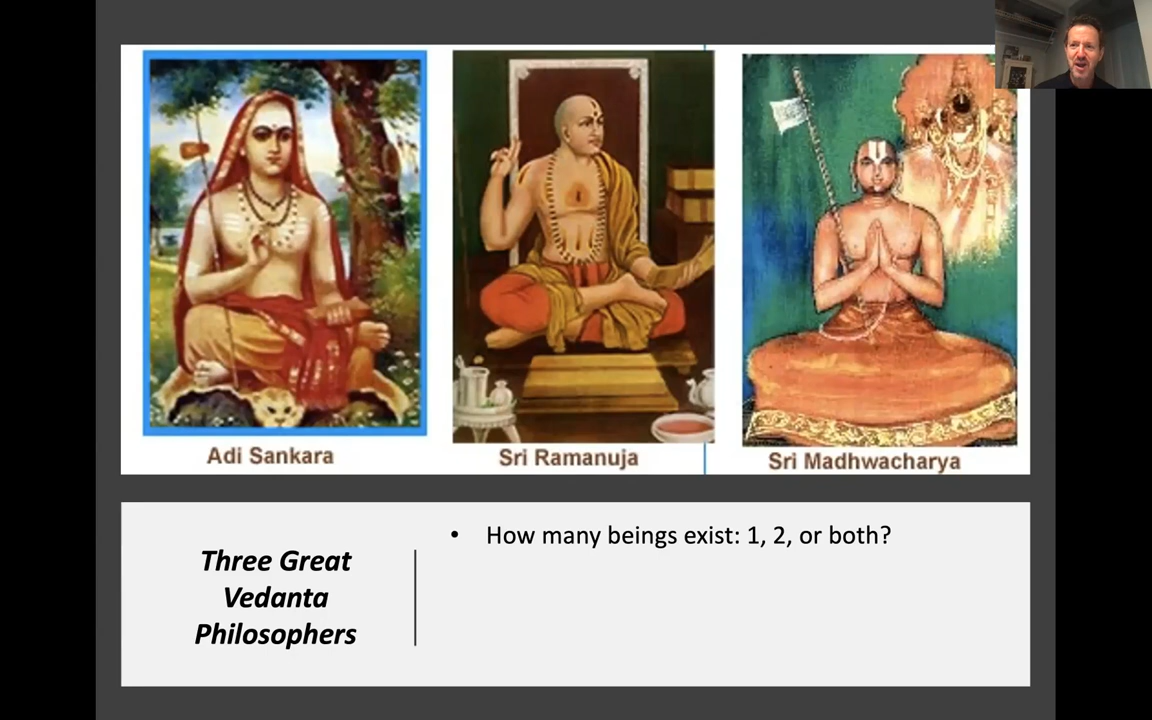 Adi Sankara
Sri Ramanuja
Sri Madhwacharya
Three Great
Vedanta
Philosophers
• How many beings exist: 1, 2, or both?